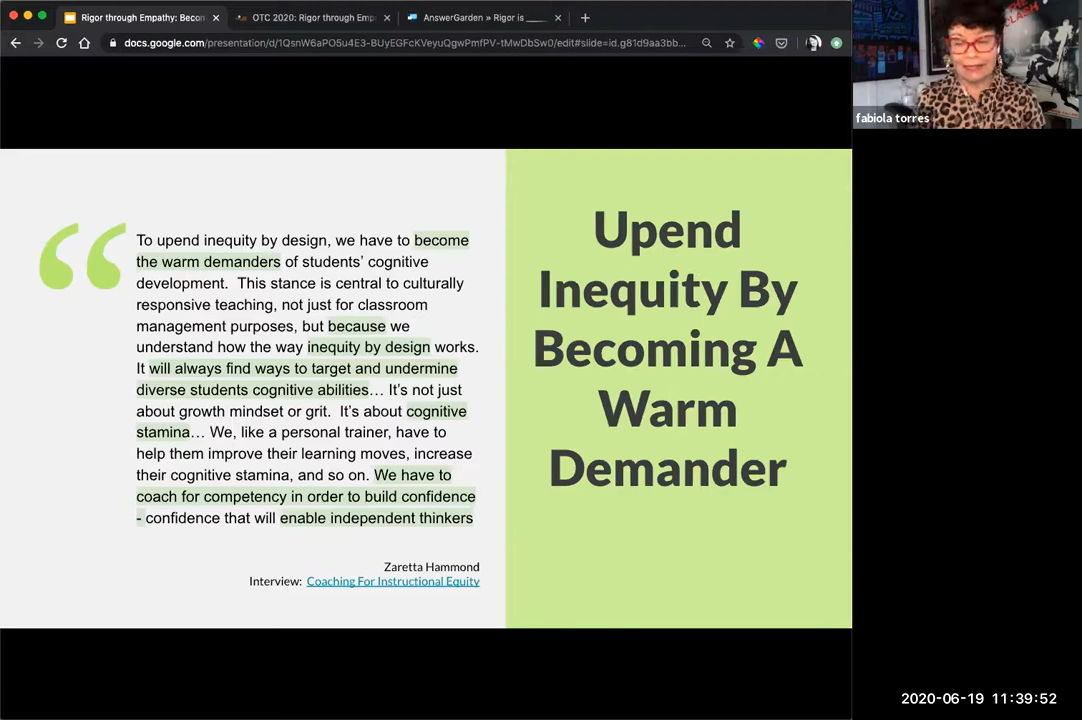 Rigor through Empathy: Becom
OTC 2020: Rigor through Emp
AnswerGarden » Rigor is ____
docs.google.com/presentation/d/1QsnW6aPO5u4E3-BUyEGFcKVeyuQgwPmfPV-tMwDbSw0/edit#slide=id.g81d9aa3bb...
THE
CLASH
fabiola torres
“
To upend inequity by design, we have to become
the warm demanders of students’ cognitive
development. This stance is central to culturally
responsive teaching, not just for classroom
management purposes, but because we
understand how the way inequity by design works.
It will always find ways to target and undermine
diverse students cognitive abilities… It’s not just
about growth mindset or grit. It’s about cognitive
stamina… We, like a personal trainer, have to
help them improve their learning moves, increase
their cognitive stamina, and so on. We have to
coach for competency in order to build confidence
- confidence that will enable independent thinkers
Zaretta Hammond
Interview: Coaching For Instructional Equity
Upend
Inequity By
Becoming A
Warm
Demander
2020-06-19 11:39:52